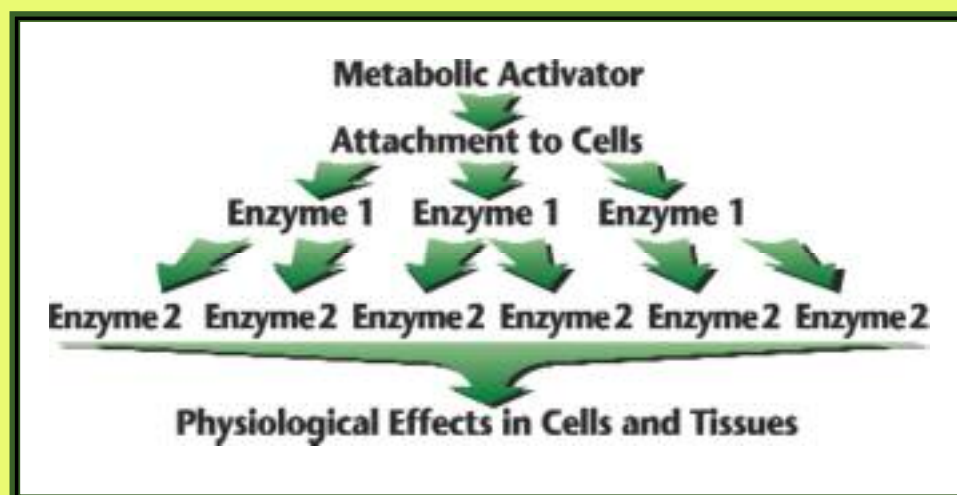 Metabolic Activator
Attachment to Cells
Enzyme 1 Enzyme 1 Enzyme 1
Enzyme 2 Enzyme 2 Enzyme 2 Enzyme 2 Enzyme 2 Enzyme 2
Physiological Effects in Cells and Tissues